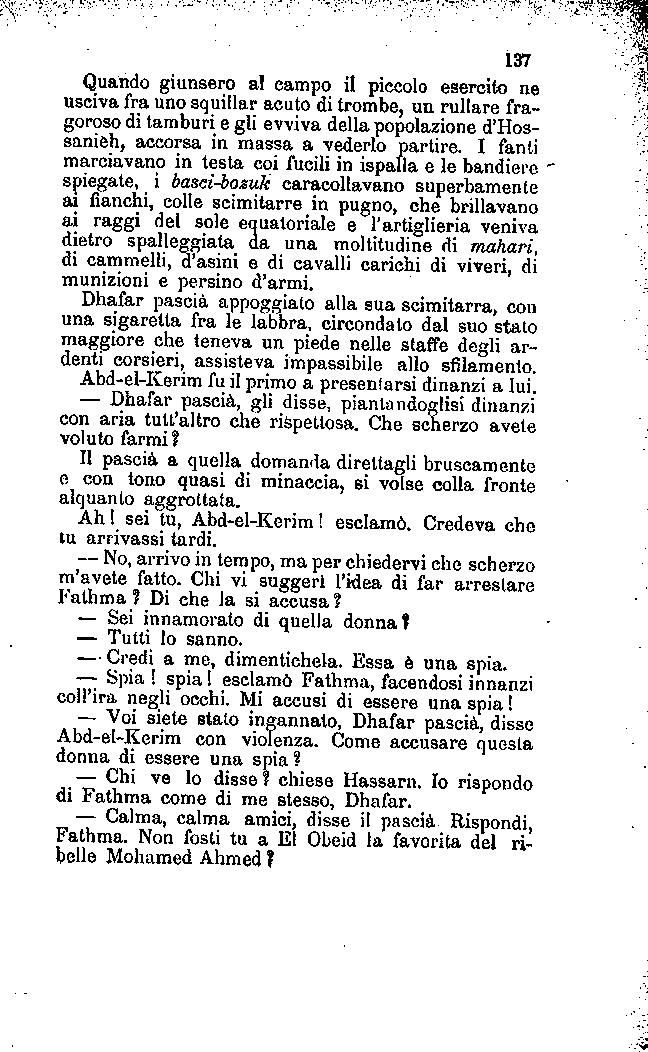 137
Quando giunsero al campo il piccolo esercito ne
usciva fra uno squillar acuto di trombe, un rullare fra-
goroso di tamburi e gli evviva della popolazione d'Hos-
sanieh, accorsa in massa a vederlo partire. I fanti
marciavano in testa coi fucili in ispalla e le bandiere
spiegate, i basci-bozuk caracollavano superbamente
ai fianchi, colle scimitarre in pugno, che brillavano
ai raggi del sole equatoriale e l'artiglieria veniva
dietro spalleggiata da una moltitudine di mahari,
di cammelli, d'asini e di cavalli carichi di viveri, di
munizioni e persino d'armi.
Dhafar pascià appoggiato alla sua scimitarra, con
una sigaretta fra le labbra, circondato dal suo stato
maggiore che teneva un piede nelle staffe degli ar-
denti corsieri, assisteva impassibile allo sfilamento.
Abd-el-Kerim fu il primo a presentarsi dinanzi a lui.
— Dhafar pascià, gli disse, piantandoglisi dinanzi
con aria tutt'altro che rispettosa. Che scherzo avete
voluto farmi?
Il pascià a quella domanda direttagli bruscamente
e con tono quasi di minaccia, si volse colla fronte
alquanto aggrottata.
Ah! sei tu, Abd-el-Kerim! esclamò. Credeva che
tu arrivassi tardi.
— No, arrivo in tempo, ma per chiedervi che scherzo
m'avete fatto. Chi vi suggerì l'idea di far arrestare
Fathma? Di che la si accusa?
— Sei innamorato di quella donna?
— Tutti lo sanno.
— Credi a me, dimentichela. Essa è una spia.
— Spia! spia! esclamò Fathma, facendosi innanzi
coll'ira negli occhi. Mi accusi di essere una spia!
— Voi siete stato ingannato, Dhafar pascià, disse
Abd-el-Kerim con violenza. Come accusare questa
donna di essere una spia?
— Chi ve lo disse? chiese Hassarn. Io rispondo
di Fathma come di me stesso, Dhafar.
— Calma, calma amici, disse il pascià. Rispondi,
Fathma. Non fosti tu a El Obeid la favorita del ri-
belle Mohamed Ahmed?